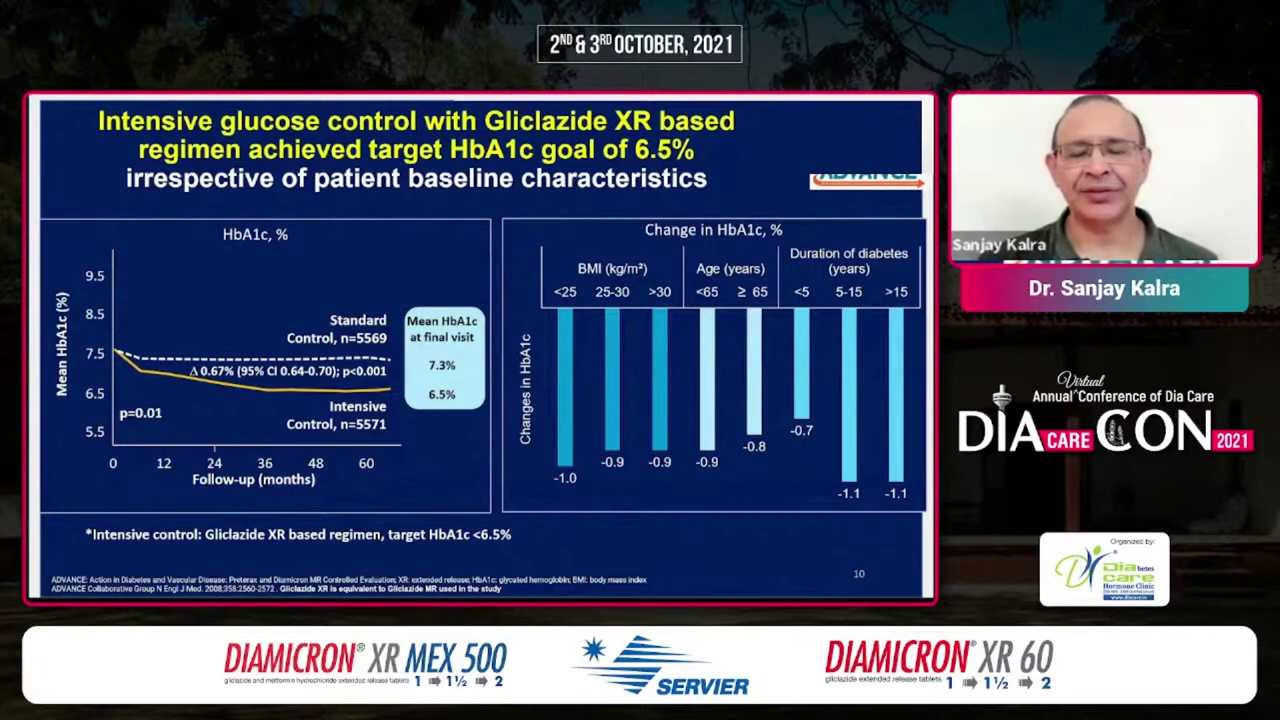 2ND & 3RD OCTOBER, 2021
Intensive glucose control with Gliclazide XR based
regimen achieved target HbA1c goal of 6.5%
irrespective of patient baseline characteristics
ADVANCE
HbA1c, %
Mean HbA1c (%)
9.5
8.5
7.5
6.5
5.5
Standard
Control, n=5569
Δ 0.67% (95% CI 0.64-0.70); p<0.001
Intensive
Control, n=5571
p=0.01
0 12 24 36 48 60
Follow-up (months)
Mean HbA1c
at final visit
7.3%
6.5%
Change in HbA1c, %
BMI (kg/m²) Age (years) Duration of diabetes
(years)
<25 25-30 >30 <65 ≥ 65 <5 5-15 >15
Changes in HbA1c
-1.0 -0.9 -0.9 -0.9 -0.8 -0.7 -1.1 -1.1
*Intensive control: Gliclazide XR based regimen, target HbA1c <6.5%
10
ADVANCE: Action in Diabetes and Vascular Disease: Preterax and Diamicron MR Controlled Evaluation; XR: extended release; HbA1c: glycated hemoglobin; BMI: body mass index
ADVANCE Collaborative Group N Engl J Med. 2008;358:2560-2572 . Gliclazide XR is equivalent to Gliclazide MR used in the study
Sanjay Kalra
Dr. Sanjay Kalra
Virtual
Annual ^ Conference of Dia Care
DIA CARE CON 2021
Organized by:
Diabetes
care
Hormone Clinic
DIAMICRON® XR MEX 500
gliclazide and metformin hydrochloride extended release tablets 1 ➟ 1½ ➟ 2
SERVIER
DIAMICRON® XR 60
gliclazide extended release tablets 1 ➟ 1½ ➟ 2